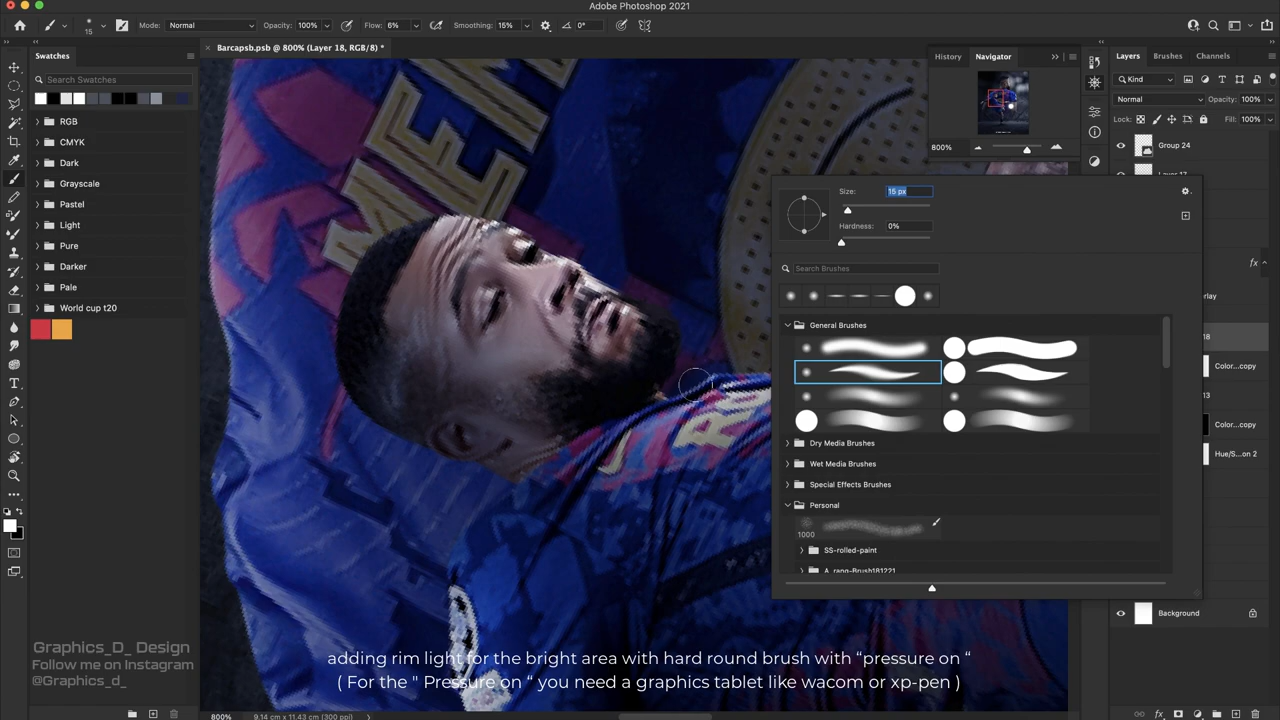 Adobe Photoshop 2021
15
Mode: Normal
Opacity: 100%
Flow: 6%
Smoothing: 15%
0°
Swatches
× Barcapsb.psb @ 800% (Layer 18, RGB/8) *
History
Navigator
Layers
Brushes
Channels
Search Swatches
Kind
Normal
Opacity: 100%
Lock:
Fill: 100%
RGB
CMYK
Dark
Grayscale
Pastel
Light
Pure
Darker
Pale
World cup t20
800%
Group 24
Layer 17
Size: 15 px
Hardness: 0%
Search Brushes
General Brushes
Dry Media Brushes
Wet Media Brushes
Special Effects Brushes
Personal
1000
SS-rolled-paint
A_rang-Brush181221
fx
rlay
18
Color...copy
13
Color...copy
Hue/S...on 2
Background
Graphics_D_ Design
Follow me on Instagram
@Graphics_d_
adding rim light for the bright area with hard round brush with “pressure on “
( For the " Pressure on “ you need a graphics tablet like wacom or xp-pen )
800%
9.14 cm x 11.43 cm (300 ppi)
fx